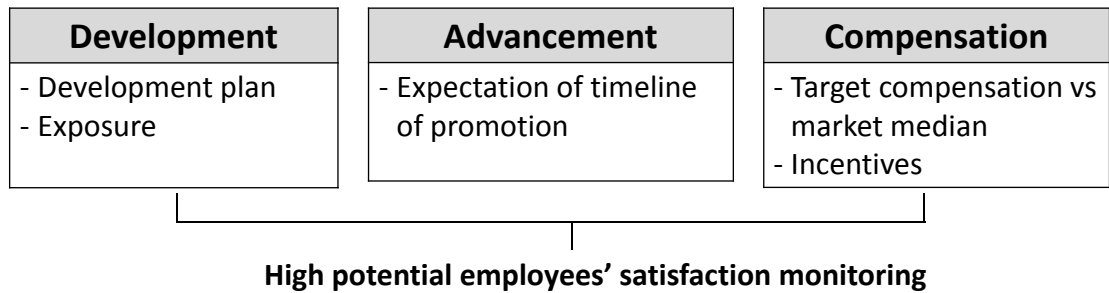 Development
- Development plan
- Exposure
Advancement
- Expectation of timeline
of promotion
Compensation
- Target compensation vs
market median
- Incentives
High potential employees’ satisfaction monitoring